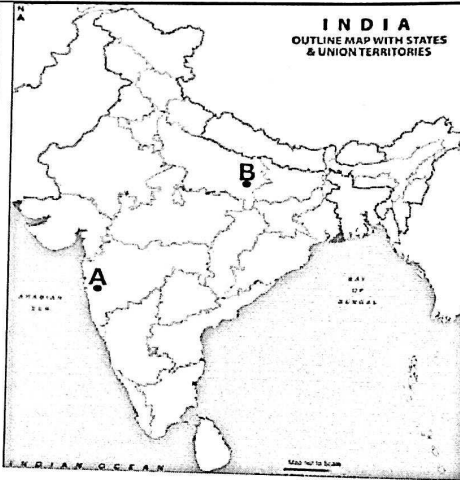 N
A
INDIA
OUTLINE MAP WITH STATES
& UNION TERRITORIES
B
A
ARABIAN
SEA
BAY
OF
BENGAL
INDIAN OCEAN
Map not to Scale